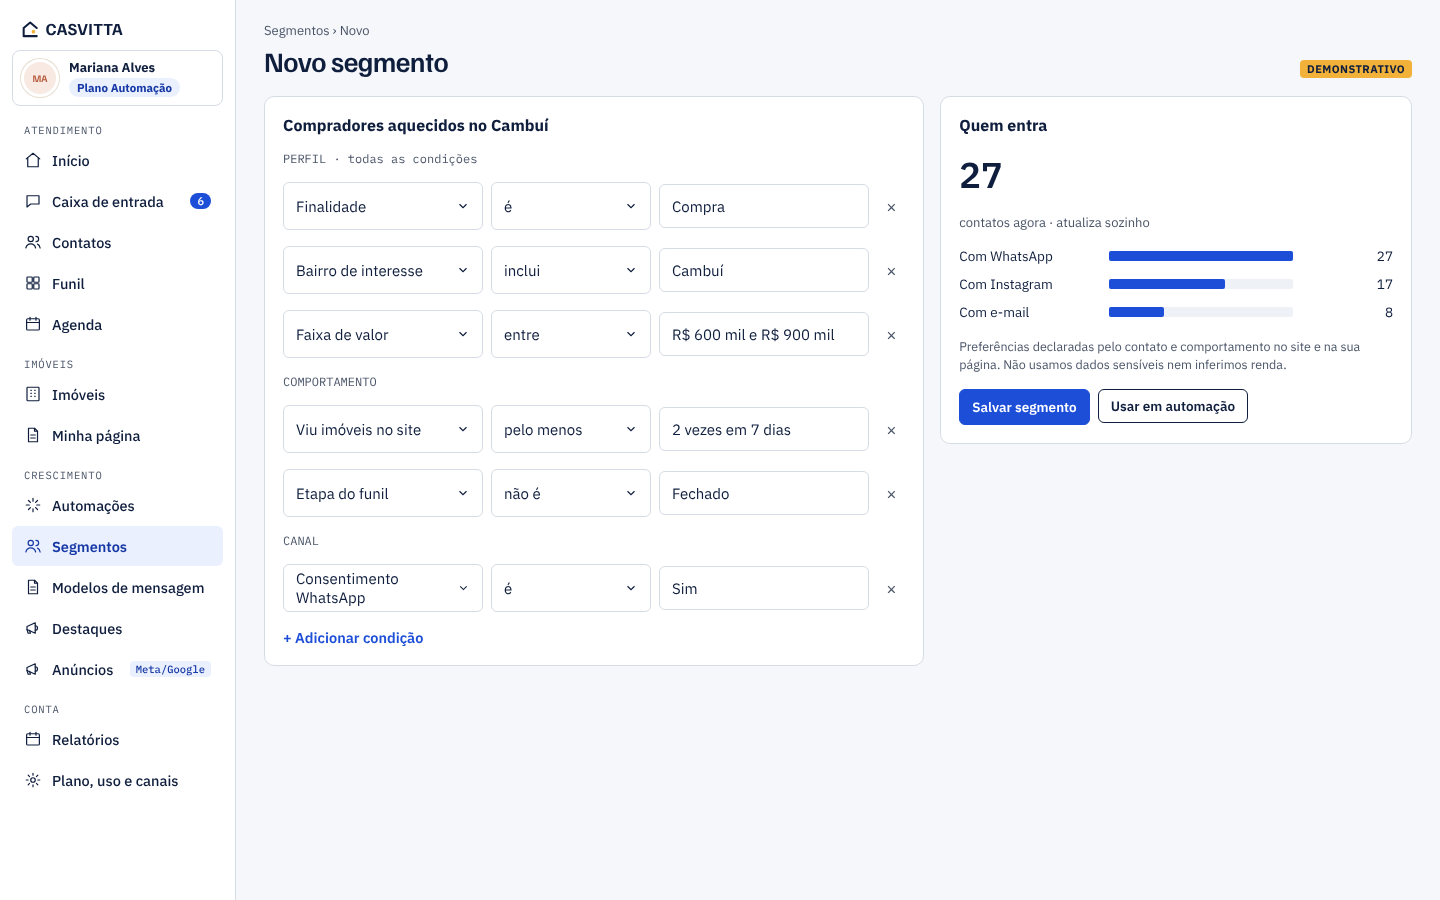 CASVITTA
MA
Mariana Alves
Plano Automação
ATENDIMENTO
Início
Caixa de entrada
6
Contatos
Funil
Agenda
IMÓVEIS
Imóveis
Minha página
CRESCIMENTO
Automações
Segmentos
Modelos de mensagem
Destaques
Anúncios
Meta/Google
CONTA
Relatórios
Plano, uso e canais
Segmentos › Novo
Novo segmento
DEMONSTRATIVO
Compradores aquecidos no Cambuí
PERFIL · todas as condições
Finalidade
é
Compra
×
Bairro de interesse
inclui
Cambuí
×
Faixa de valor
entre
R$ 600 mil e R$ 900 mil
×
COMPORTAMENTO
Viu imóveis no site
pelo menos
2 vezes em 7 dias
×
Etapa do funil
não é
Fechado
×
CANAL
Consentimento
WhatsApp
é
Sim
×
+ Adicionar condição
Quem entra
27
contatos agora · atualiza sozinho
Com WhatsApp
27
Com Instagram
17
Com e-mail
8
Preferências declaradas pelo contato e comportamento no site e na sua
página. Não usamos dados sensíveis nem inferimos renda.
Salvar segmento
Usar em automação